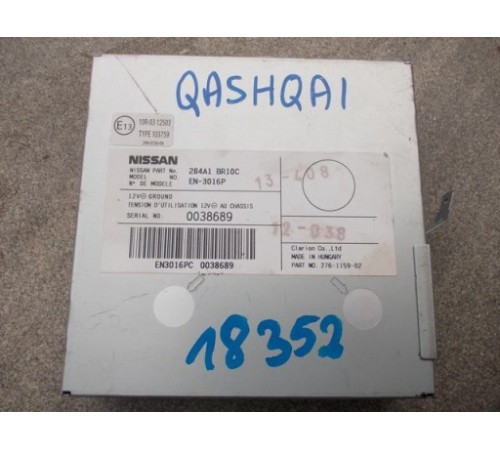 QASHQAI
E13
10R-03 12503
TYPE 103759
NISSAN
NISSAN PART No. 284A1 BR10C
MODEL NO. EN-3016P
N° DE MODELE
13-L08
12V⊖ GROUND
TENSION D'UTILISATION 12V⊖ AU CHASSIS
SERIAL NO: 0038689
12-038
Clarion Co.,Ltd
MADE IN HUNGARY
PART NO. 276-1159-02
EN3016PC 0038689
18352